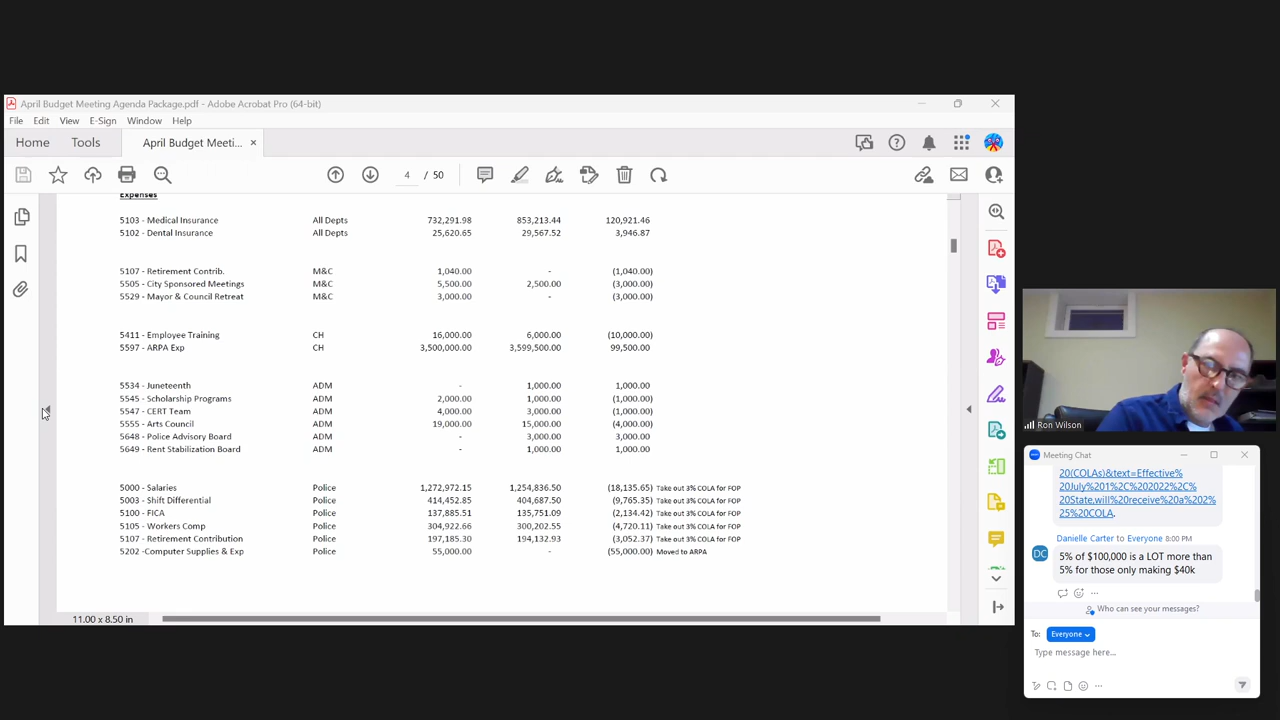 April Budget Meeting Agenda Package.pdf - Adobe Acrobat Pro (64-bit)
File Edit View E-Sign Window Help
Home Tools April Budget Meeti... ×
4 / 50
Expenses
5103 - Medical Insurance All Depts 732,291.98 853,213.44 120,921.46
5102 - Dental Insurance All Depts 25,620.65 29,567.52 3,946.87
5107 - Retirement Contrib. M&C 1,040.00 - (1,040.00)
5505 - City Sponsored Meetings M&C 5,500.00 2,500.00 (3,000.00)
5529 - Mayor & Council Retreat M&C 3,000.00 - (3,000.00)
5411 - Employee Training CH 16,000.00 6,000.00 (10,000.00)
5597 - ARPA Exp CH 3,500,000.00 3,599,500.00 99,500.00
5534 - Juneteenth ADM - 1,000.00 1,000.00
5545 - Scholarship Programs ADM 2,000.00 1,000.00 (1,000.00)
5547 - CERT Team ADM 4,000.00 3,000.00 (1,000.00)
5555 - Arts Council ADM 19,000.00 15,000.00 (4,000.00)
5648 - Police Advisory Board ADM - 3,000.00 3,000.00
5649 - Rent Stabilization Board ADM - 1,000.00 1,000.00
5000 - Salaries Police 1,272,972.15 1,254,836.50 (18,135.65) Take out 3% COLA for FOP
5003 - Shift Differential Police 414,452.85 404,687.50 (9,765.35) Take out 3% COLA for FOP
5100 - FICA Police 137,885.51 135,751.09 (2,134.42) Take out 3% COLA for FOP
5105 - Workers Comp Police 304,922.66 300,202.55 (4,720.11) Take out 3% COLA for FOP
5107 - Retirement Contribution Police 197,185.30 194,132.93 (3,052.37) Take out 3% COLA for FOP
5202 -Computer Supplies & Exp Police 55,000.00 - (55,000.00) Moved to ARPA
11.00 x 8.50 in
Ron Wilson
Meeting Chat
20(COLAs)&text=Effective%
20July%201%2C%202022%2C%
20State,will%20receive%20a%202%
25%20COLA.
Danielle Carter to Everyone 8:00 PM
DC
5% of $100,000 is a LOT more than
5% for those only making $40k
Who can see your messages?
To: Everyone
Type message here...